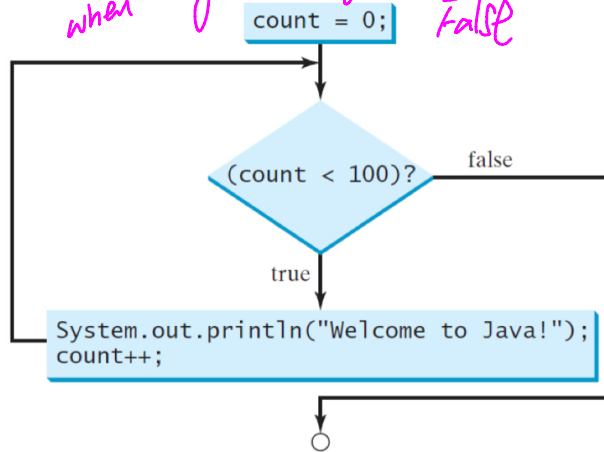 when
False
count = 0;
(count < 100)?
false
true
System.out.println("Welcome to Java!");
count++;